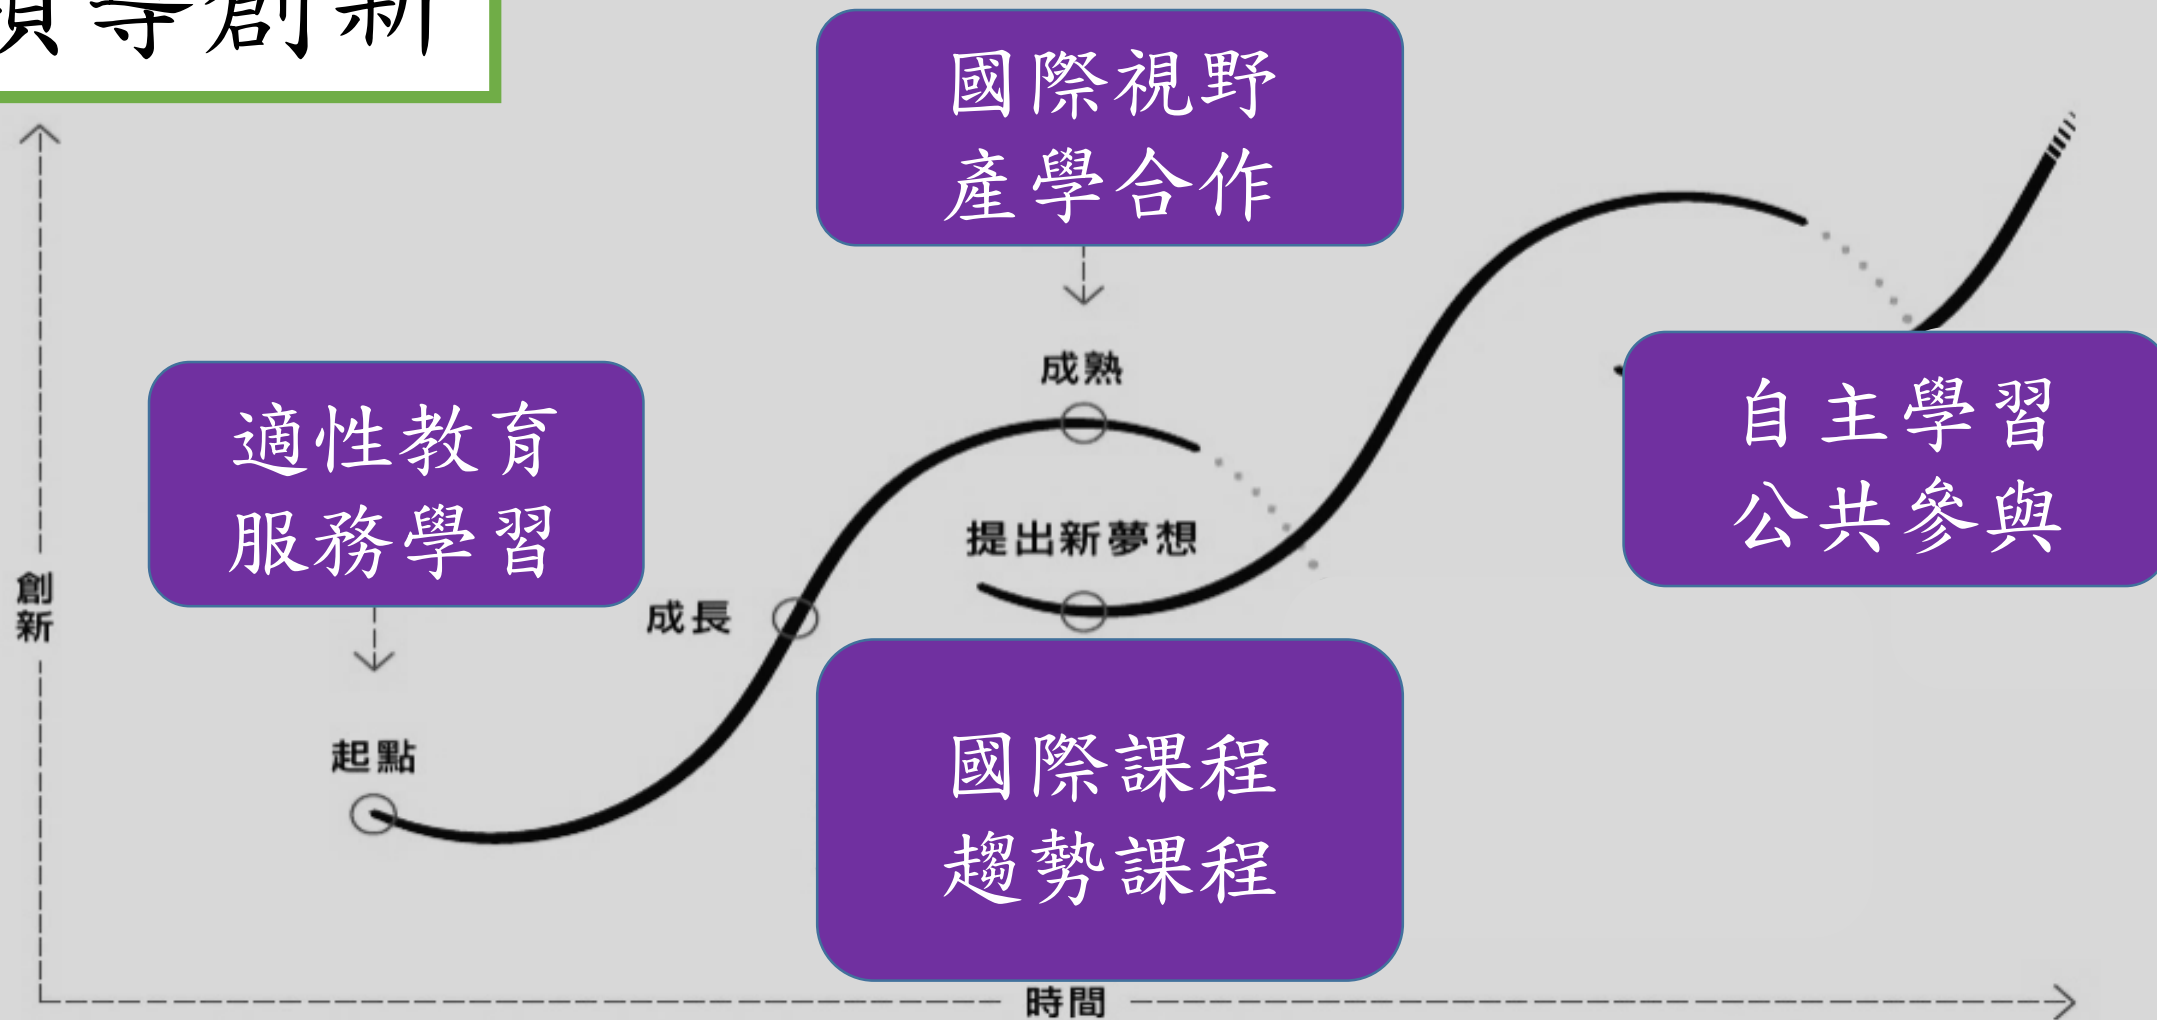 領導創新
國際視野
產學合作
成熟
適性教育
服務學習
自主學習
公共參與
提出新夢想
成長
創新
起點
國際課程
趨勢課程
時間